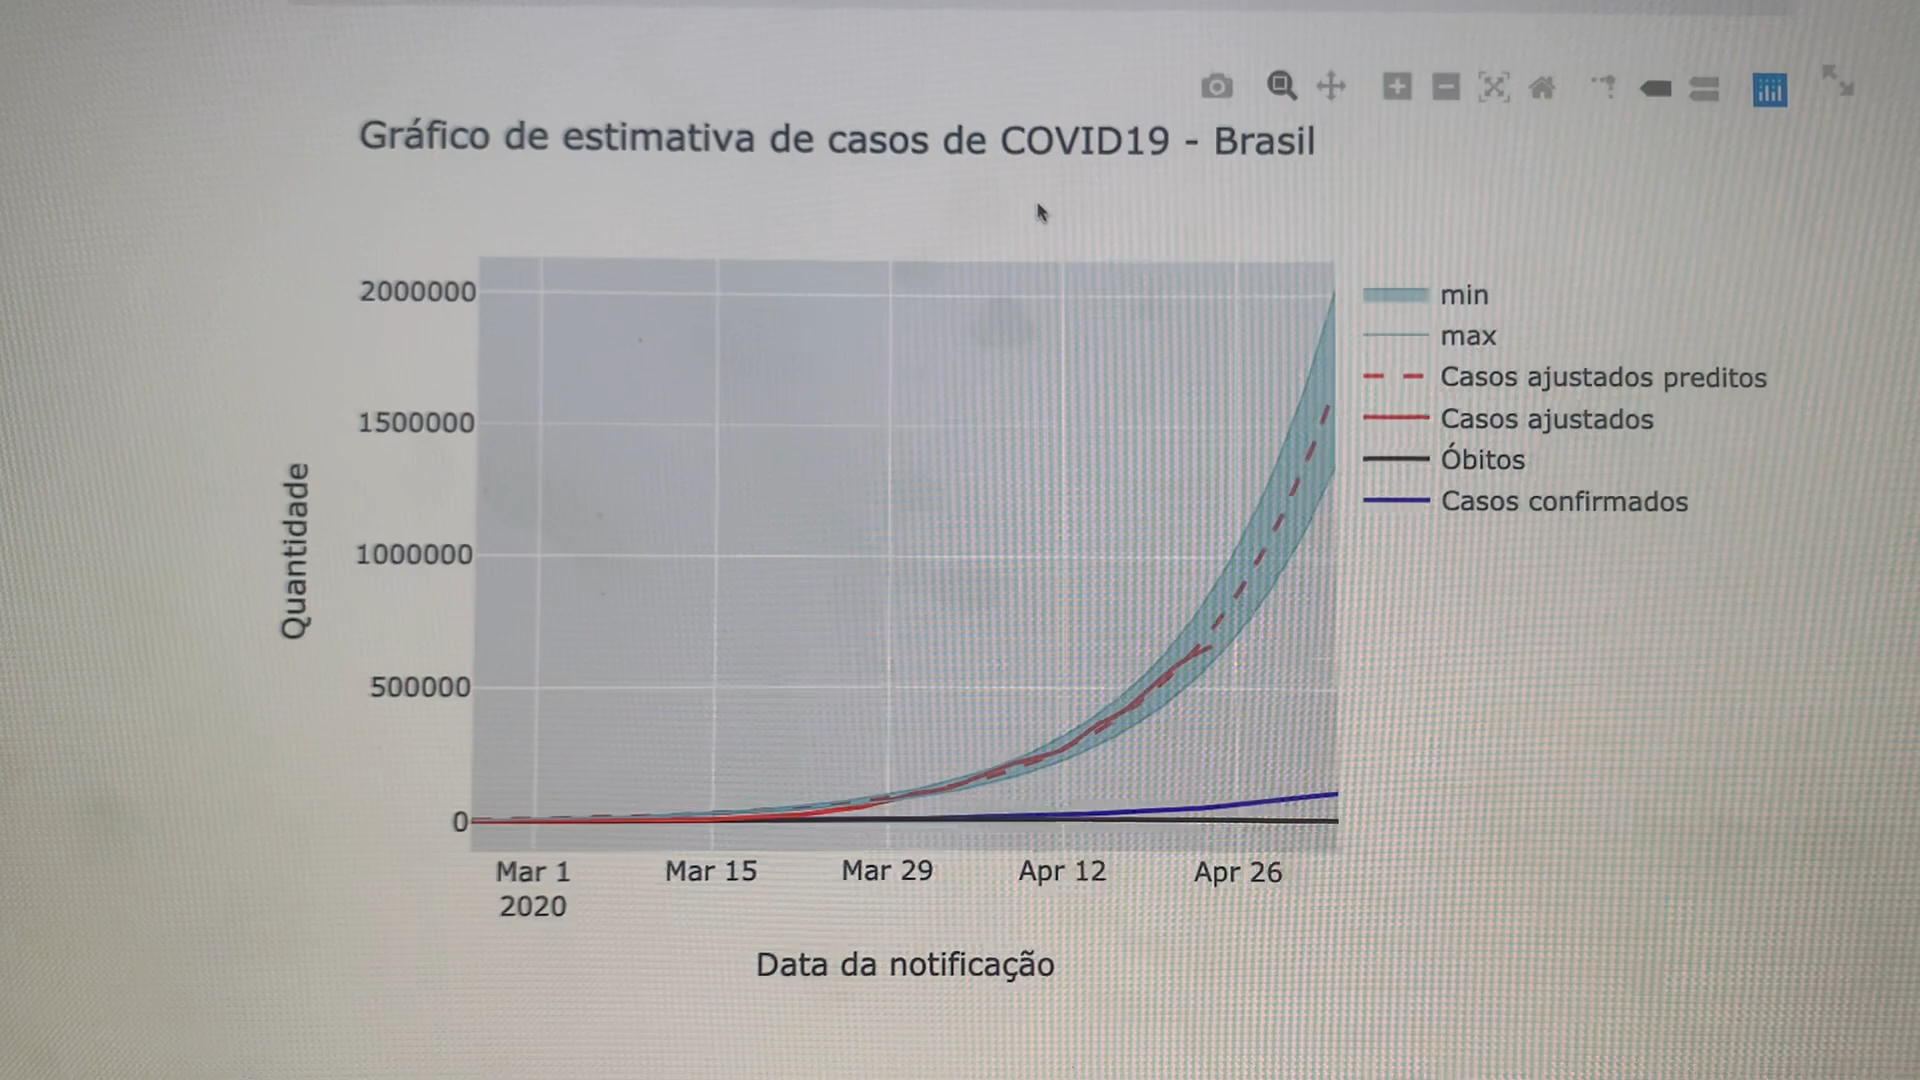 Gráfico de estimativa de casos de COVID19 - Brasil
2000000
1500000
1000000
500000
0
Quantidade
Mar 1
2020
Mar 15
Mar 29
Apr 12
Apr 26
Data da notificação
min
max
Casos ajustados preditos
Casos ajustados
Óbitos
Casos confirmados